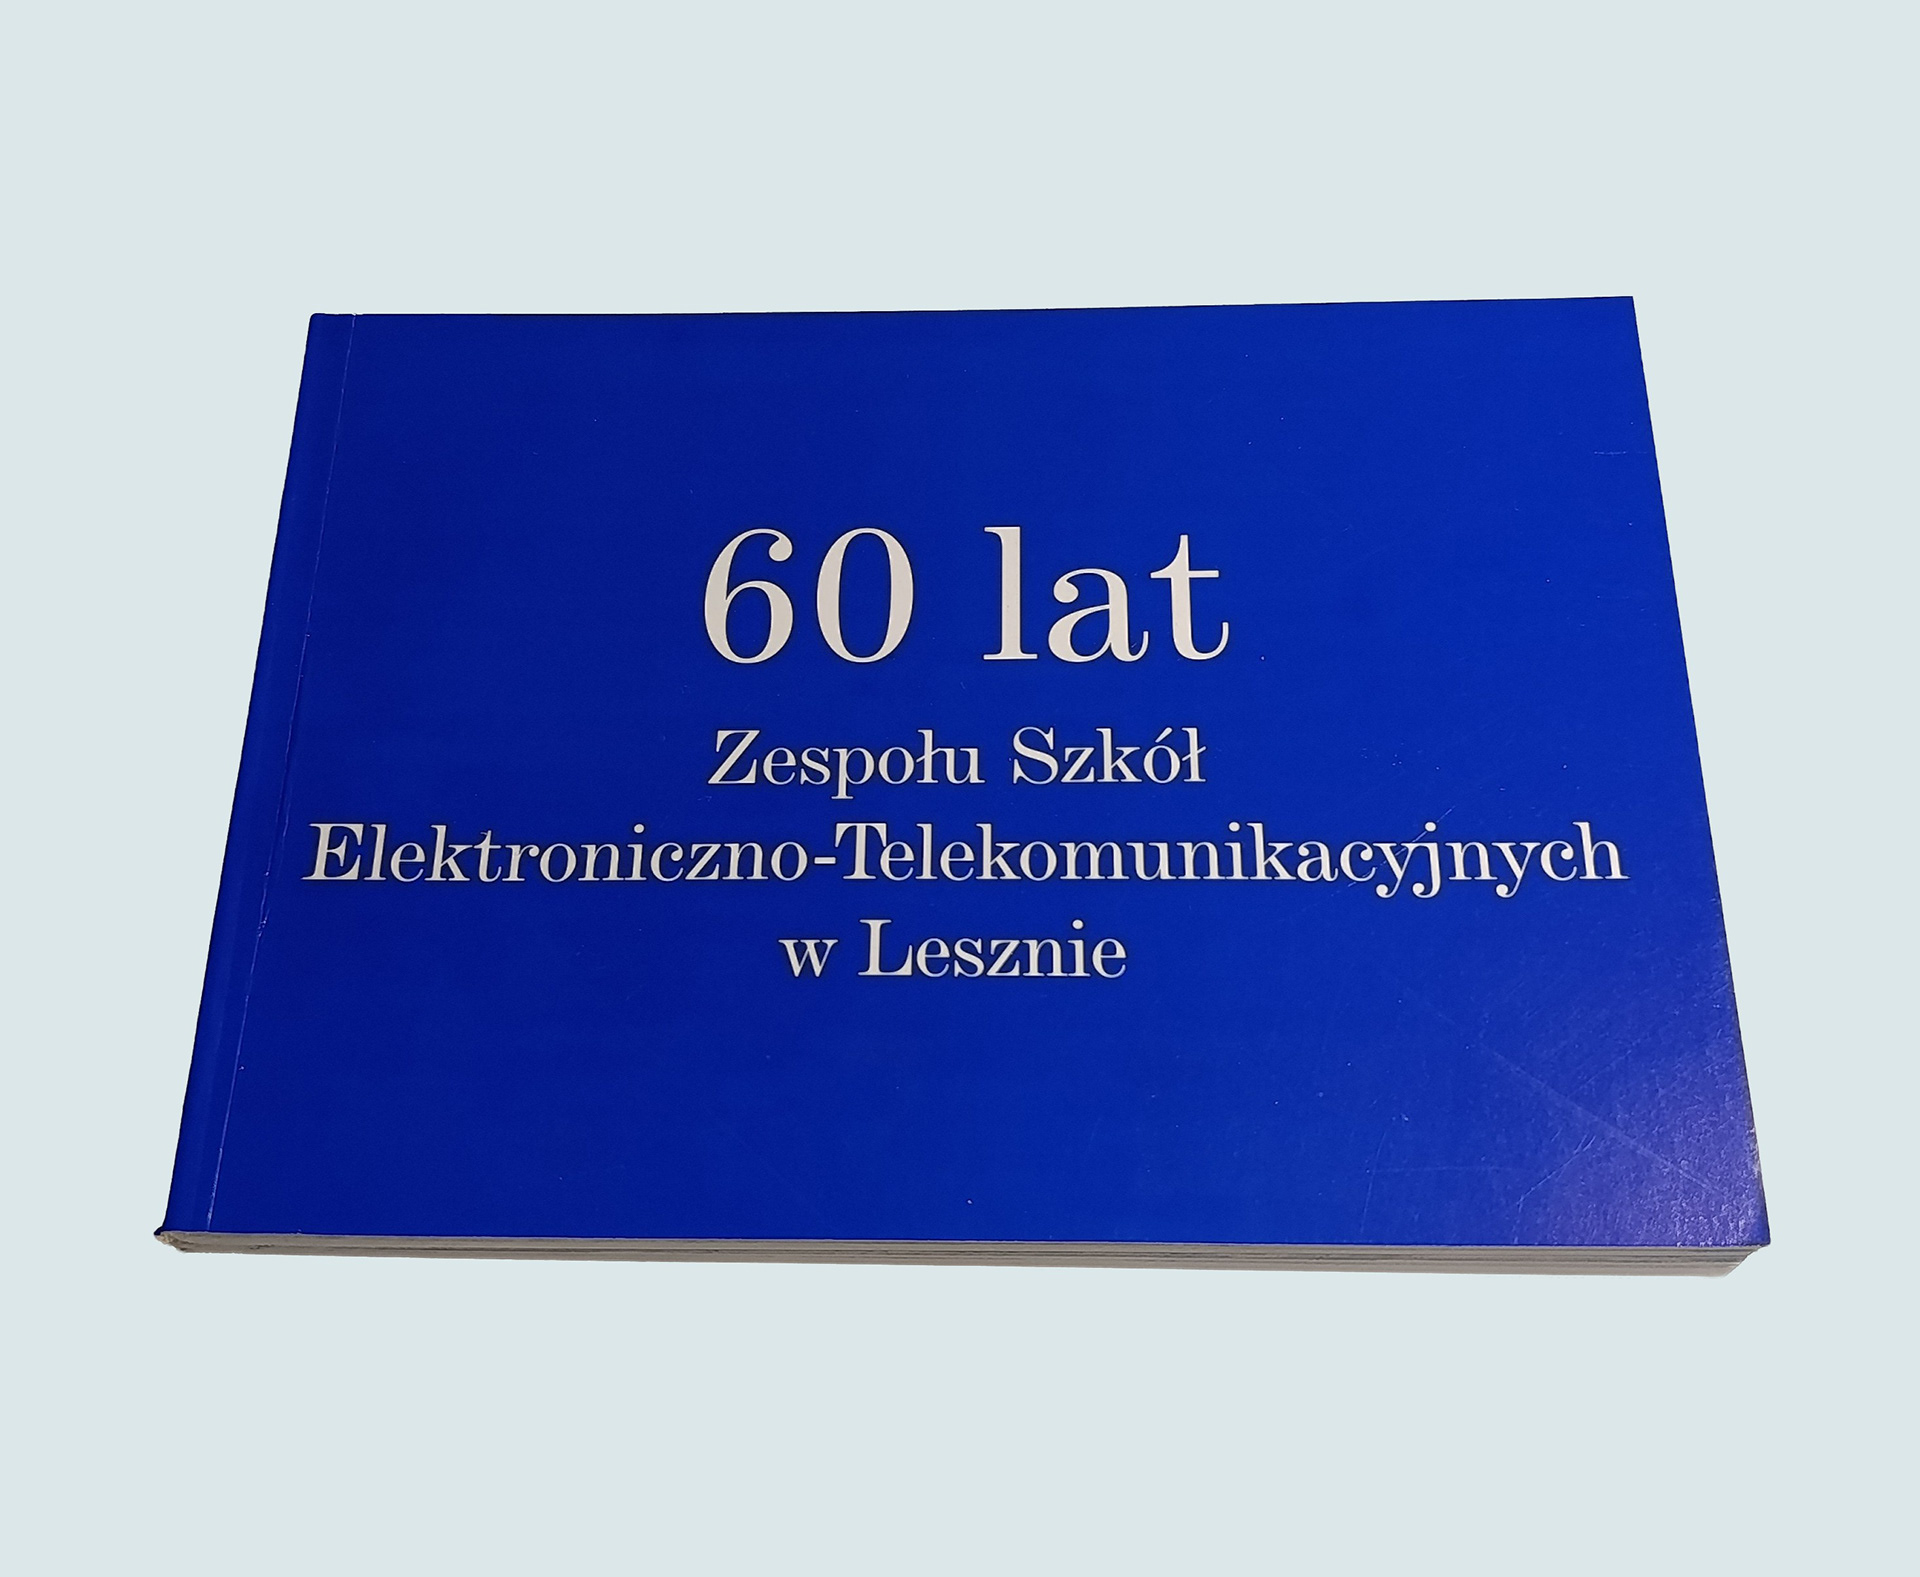 60 lat
Zespołu Szkół
Elektroniczno-Telekomunikacyjnych
w Lesznie